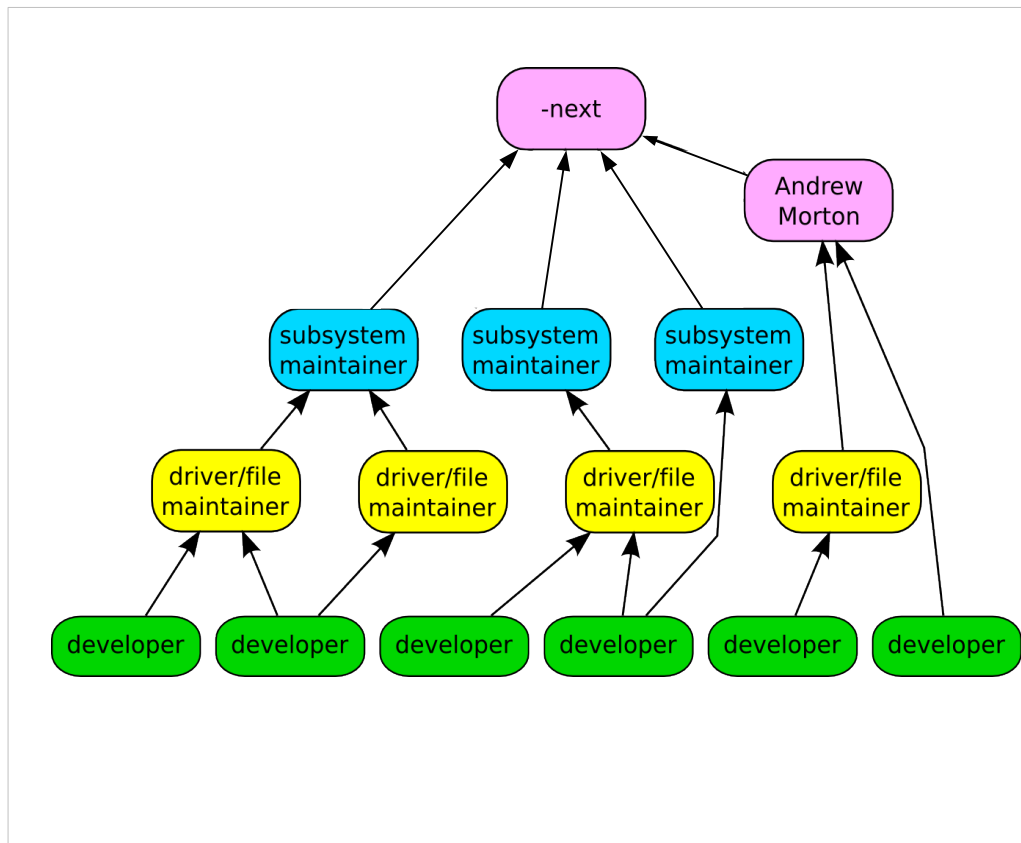 -next
Andrew
Morton
subsystem
maintainer
subsystem
maintainer
subsystem
maintainer
driver/file
maintainer
driver/file
maintainer
driver/file
maintainer
driver/file
maintainer
developer
developer
developer
developer
developer
developer